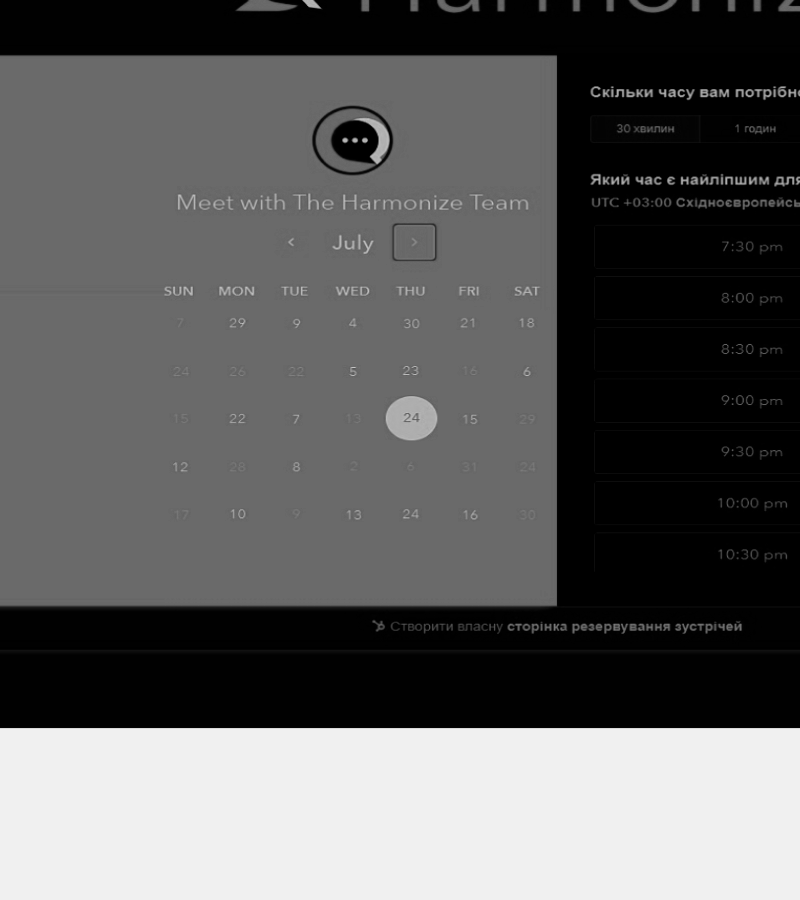 Harmoniz
Meet with The Harmonize Team
July
SUN MON TUE WED THU FRI SAT
7 29 9 4 30 21 18
24 26 22 5 23 16 6
15 22 7 13 24 15 29
12 28 8 2 6 31 24
17 10 9 13 24 16 30
Скільки часу вам потрібно
30 хвилин 1 годин
Який час є найліпшим для
UTC +03:00 Східноєвропейсь
7:30 pm
8:00 pm
8:30 pm
9:00 pm
9:30 pm
10:00 pm
10:30 pm
Створити власну сторінка резервування зустрічей